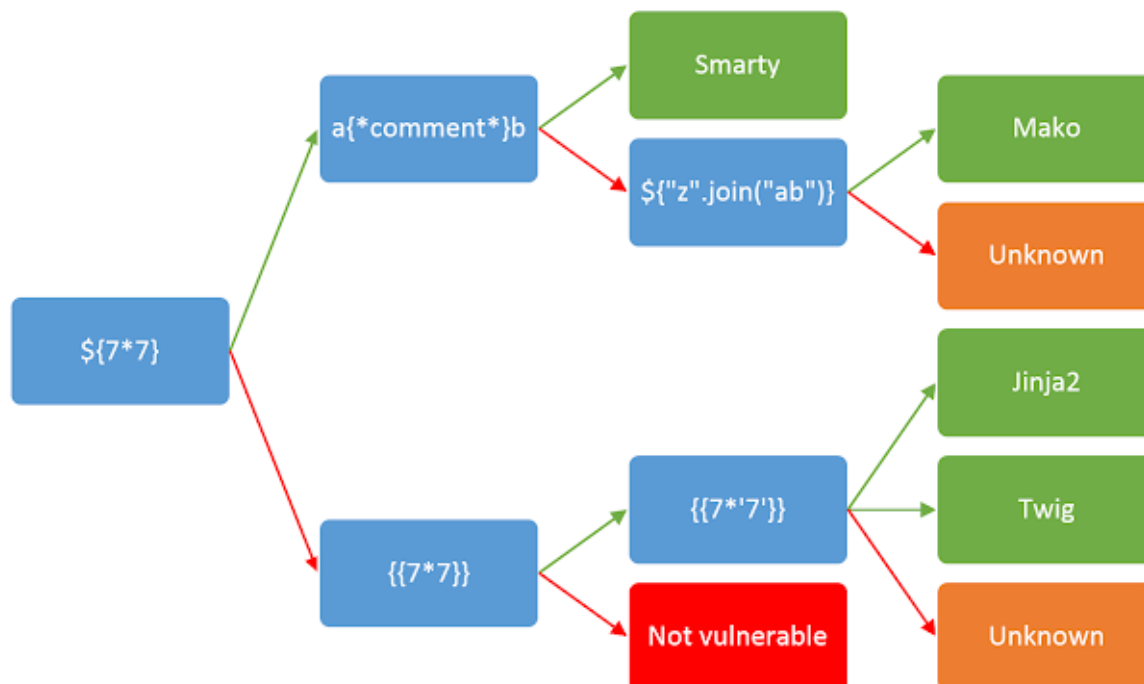 Smarty
a{*comment*}b
Mako
${"z".join("ab")}
Unknown
${7*7}
Jinja2
{{7*'7'}}
Twig
{{7*7}}
Not vulnerable
Unknown